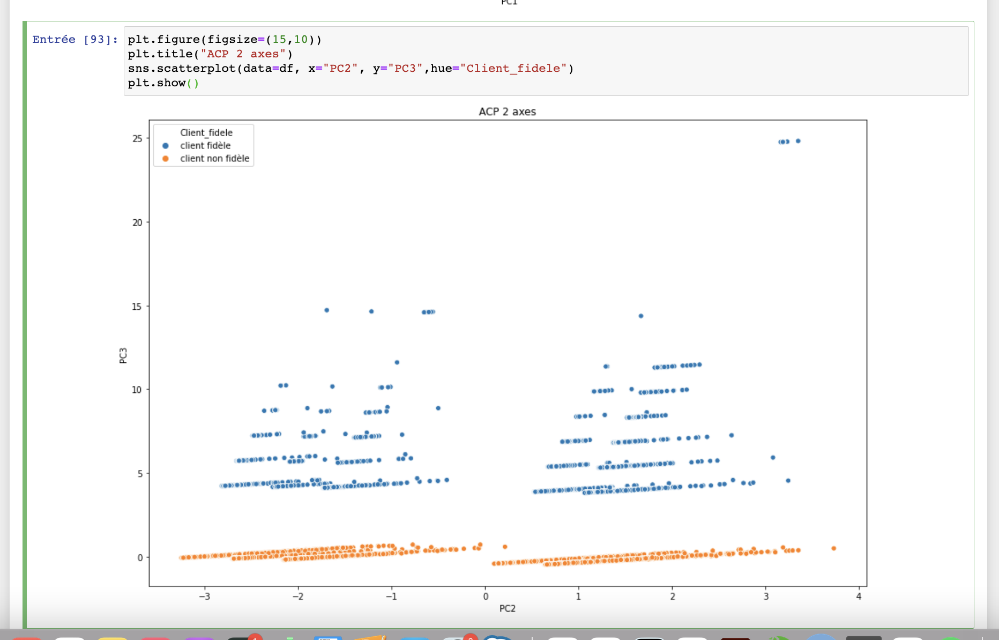 PC1
Entrée [93]:
plt.figure(figsize=(15,10))
plt.title("ACP 2 axes")
sns.scatterplot(data=df, x="PC2", y="PC3",hue="Client_fidele")
plt.show()
ACP 2 axes
Client_fidele
client fidèle
client non fidèle
25
20
15
10
5
0
PC3
−3 −2 −1 0 1 2 3 4
PC2